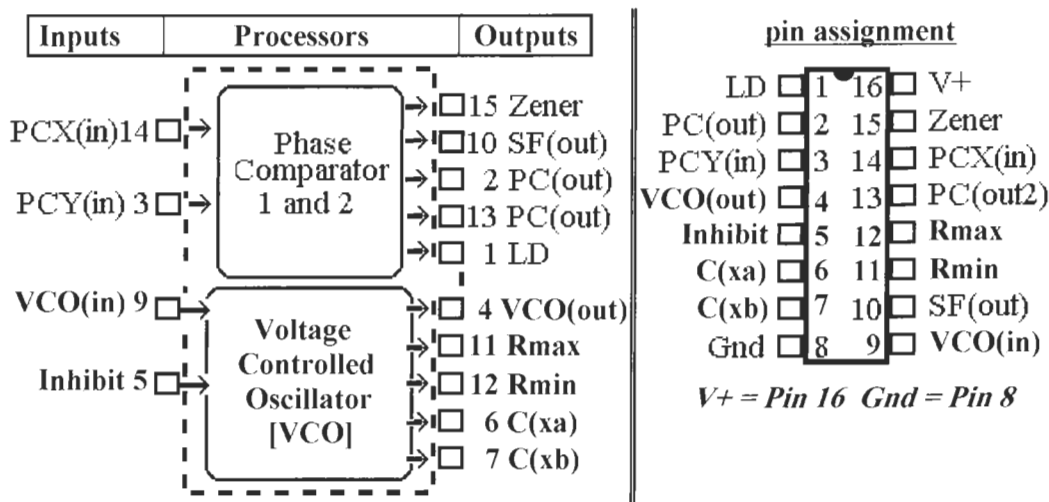 Inputs Processors Outputs
PCX(in)14
PCY(in) 3
Phase
Comparator
1 and 2
15 Zener
10 SF(out)
2 PC(out)
13 PC(out)
1 LD
VCO(in) 9
Inhibit 5
Voltage
Controlled
Oscillator
[VCO]
4 VCO(out)
11 Rmax
12 Rmin
6 C(xa)
7 C(xb)
pin assignment
LD 1 16 V+
PC(out) 2 15 Zener
PCY(in) 3 14 PCX(in)
VCO(out) 4 13 PC(out2)
Inhibit 5 12 Rmax
C(xa) 6 11 Rmin
C(xb) 7 10 SF(out)
Gnd 8 9 VCO(in)
V+ = Pin 16 Gnd = Pin 8